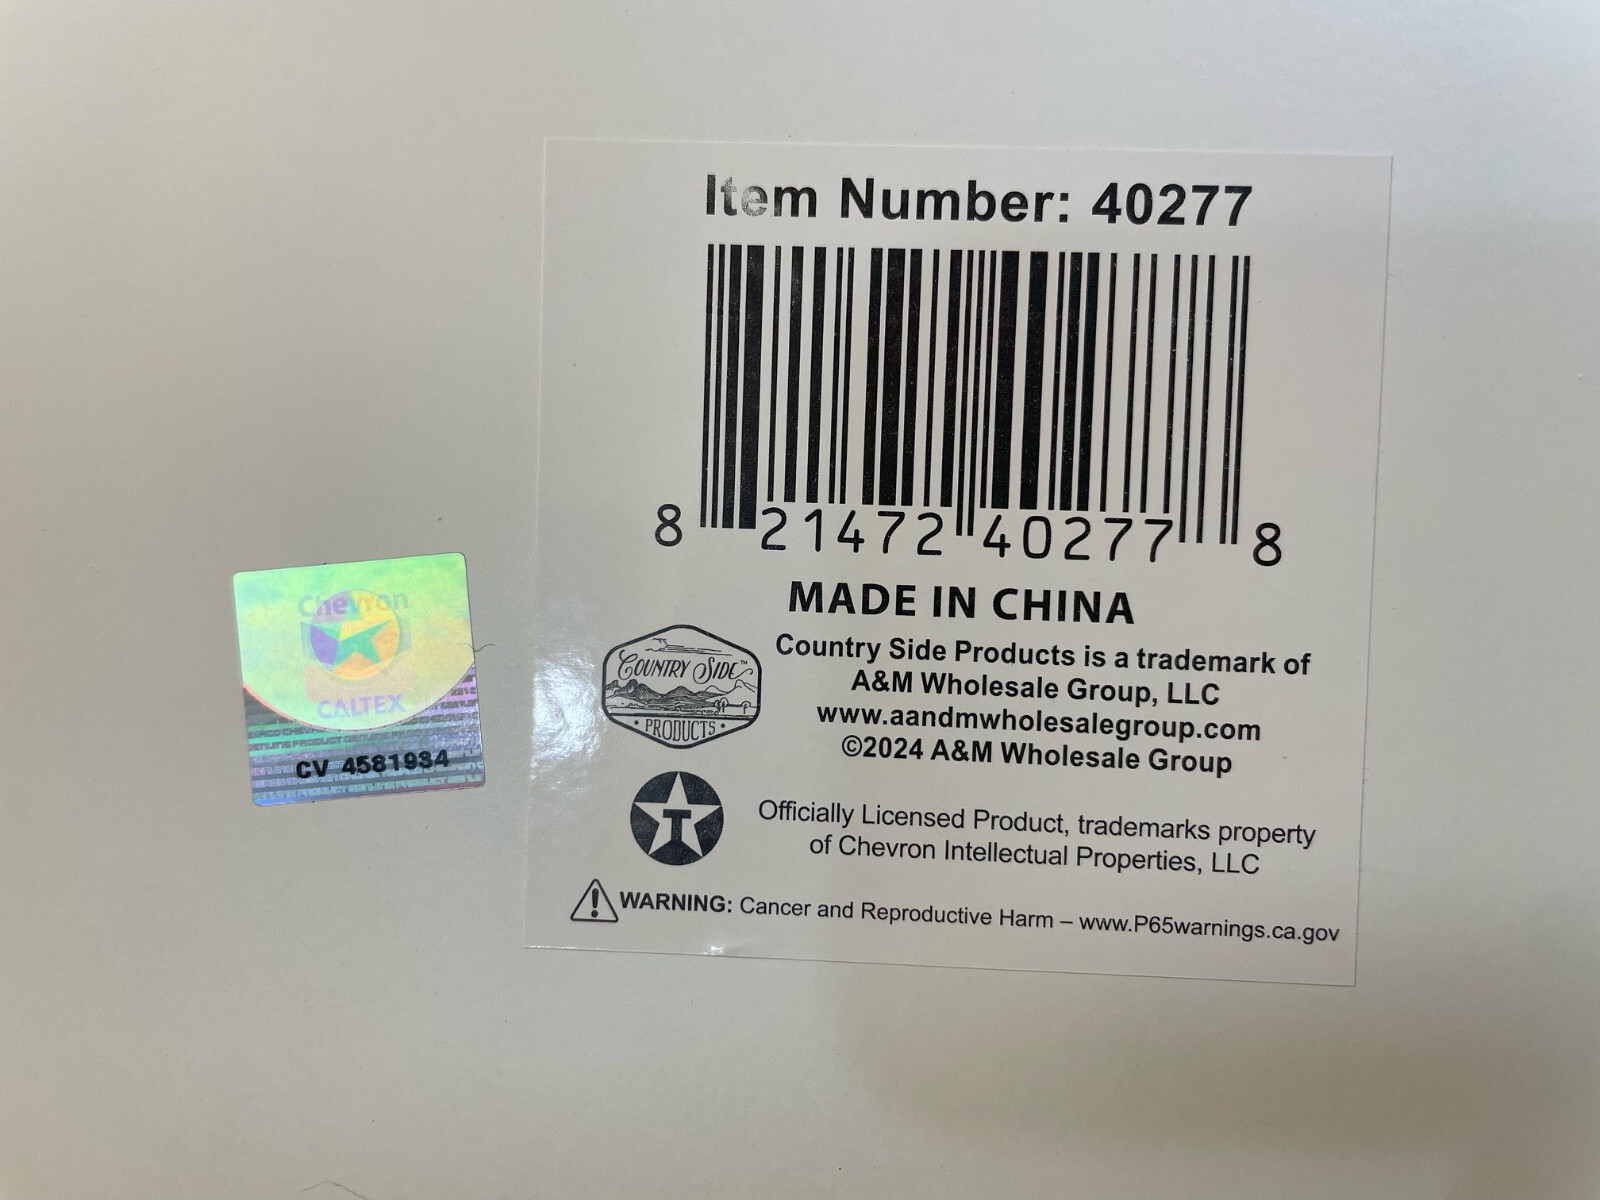 Item Number: 40277
8 21472 40277 8
MADE IN CHINA
Country Side Products is a trademark of
A&M Wholesale Group, LLC
www.aandmwholesalegroup.com
©2024 A&M Wholesale Group
COUNTRY SIDE™
PRODUCTS
T
Officially Licensed Product, trademarks property
of Chevron Intellectual Properties, LLC
WARNING: Cancer and Reproductive Harm – www.P65warnings.ca.gov
Chevron
CALTEX
CV 4581934